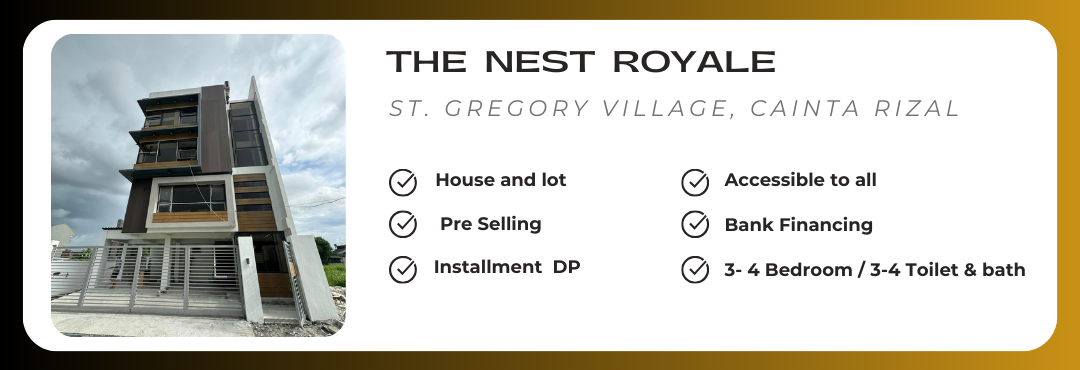 THE NEST ROYALE
ST. GREGORY VILLAGE, CAINTA RIZAL
House and lot
Pre Selling
Installment DP
Accessible to all
Bank Financing
3- 4 Bedroom / 3-4 Toilet & bath